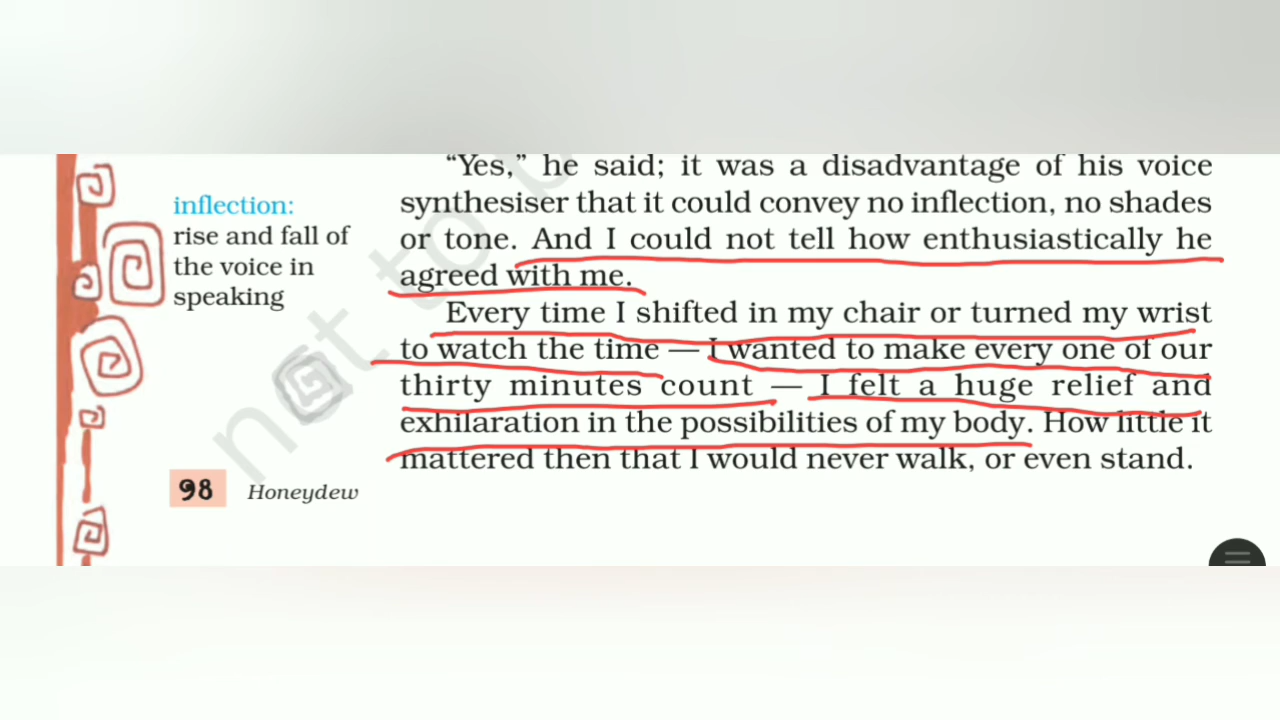 “Yes,” he said; it was a disadvantage of his voice
synthesiser that it could convey no inflection, no shades
or tone. And I could not tell how enthusiastically he
agreed with me.
Every time I shifted in my chair or turned my wrist
to watch the time — I wanted to make every one of our
thirty minutes count — I felt a huge relief and
exhilaration in the possibilities of my body. How little it
mattered then that I would never walk, or even stand.
inflection:
rise and fall of
the voice in
speaking
98 Honeydew
not to b